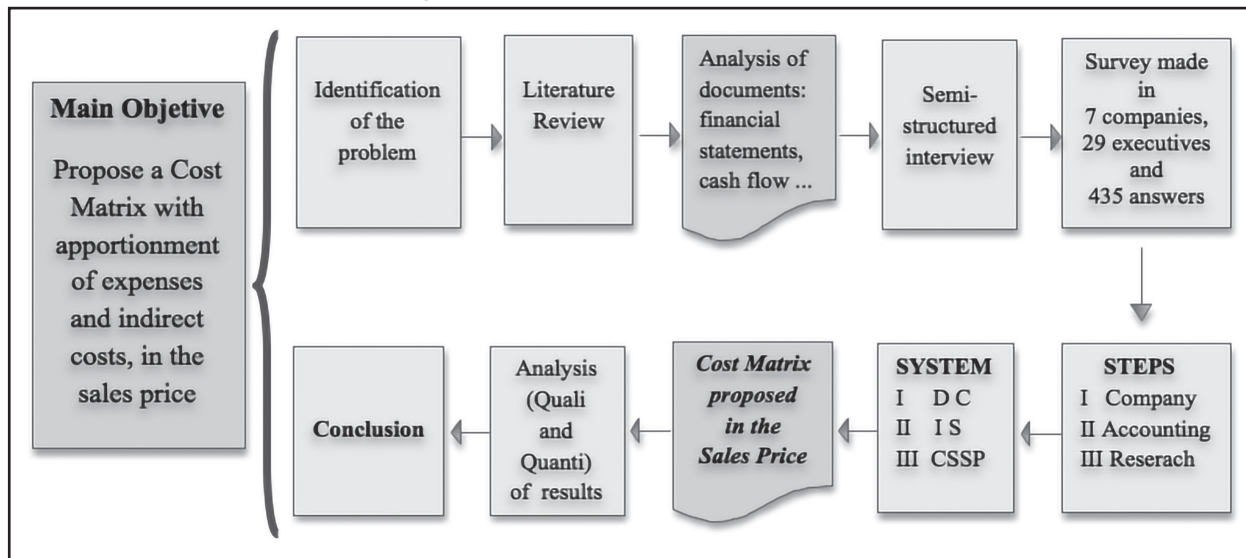 Main Objetive
Propose a Cost
Matrix with
apportionment
of expenses
and indirect
costs, in the
sales price
Identification
of the
problem
Literature
Review
Analysis of
documents:
financial
statements,
cash flow ...
Semi-
structured
interview
Survey made
in
7 companies,
29 executives
and
435 answers
STEPS
I Company
II Accounting
III Reserach
SYSTEM
I D C
II I S
III CSSP
Cost Matrix
proposed
in the
Sales Price
Analysis
(Quali
and
Quanti)
of results
Conclusion